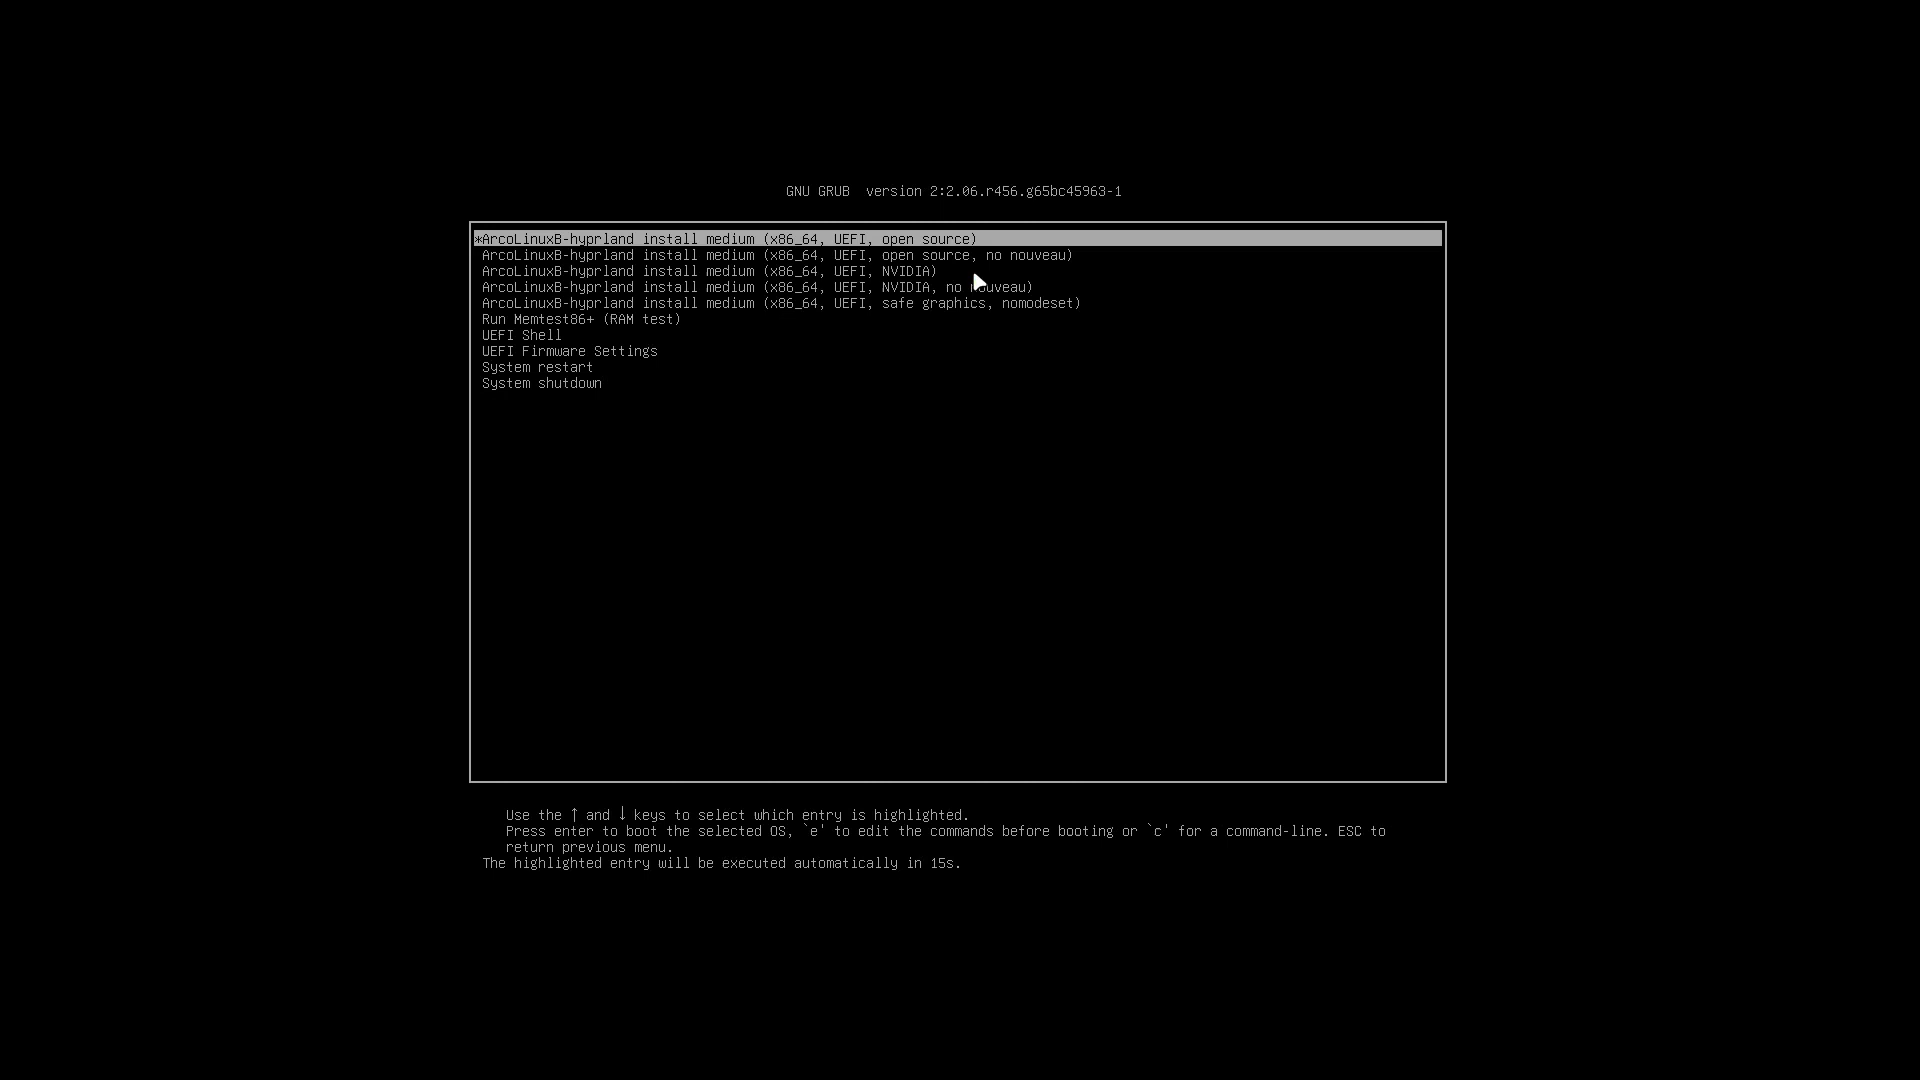 GNU GRUB  version 2:2.06.r456.g65bc45963-1
*ArcoLinuxB-hyprland install medium (x86_64, UEFI, open source)
ArcoLinuxB-hyprland install medium (x86_64, UEFI, open source, no nouveau)
ArcoLinuxB-hyprland install medium (x86_64, UEFI, NVIDIA)
ArcoLinuxB-hyprland install medium (x86_64, UEFI, NVIDIA, no nouveau)
ArcoLinuxB-hyprland install medium (x86_64, UEFI, safe graphics, nomodeset)
Run Memtest86+ (RAM test)
UEFI Shell
UEFI Firmware Settings
System restart
System shutdown
Use the ↑ and ↓ keys to select which entry is highlighted.
Press enter to boot the selected OS, `e' to edit the commands before booting or `c' for a command-line. ESC to
return previous menu.
The highlighted entry will be executed automatically in 15s.